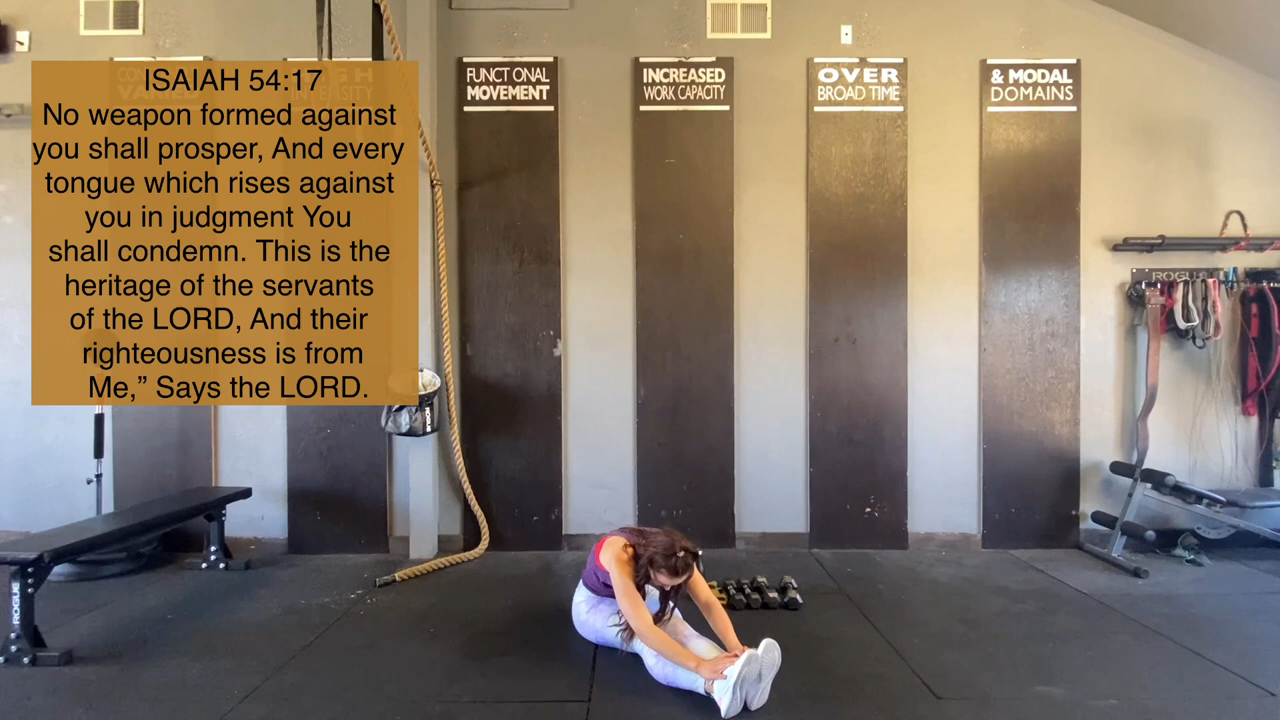 ISAIAH 54:17
No weapon formed against
you shall prosper, And every
tongue which rises against
you in judgment You
shall condemn. This is the
heritage of the servants
of the LORD, And their
righteousness is from
Me,” Says the LORD.
FUNCT ONAL
MOVEMENT
INCREASED
WORK CAPACITY
OVER
BROAD TIME
& MODAL
DOMAINS
ROGUE
ROGUE
ROGUE